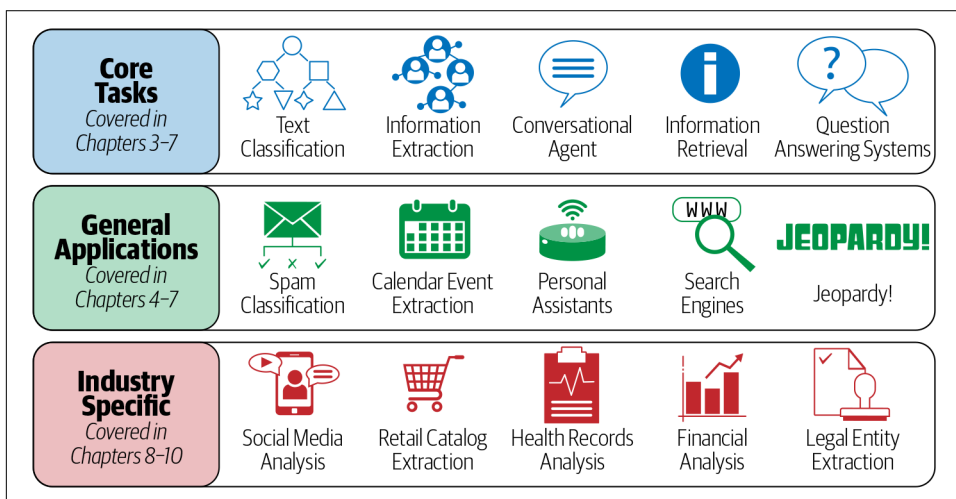 Core
Tasks
Covered in
Chapters 3–7
?
Text
Classification
Information
Extraction
Conversational
Agent
i
Information
Retrieval
Question
Answering Systems
General
Applications
Covered in
Chapters 4–7
Spam
Classification
Calendar Event
Extraction
Personal
Assistants
WWW
Search
Engines
JEOPARDY!
Jeopardy!
Industry
Specific
Covered in
Chapters 8–10
Social Media
Analysis
Retail Catalog
Extraction
Health Records
Analysis
Financial
Analysis
Legal Entity
Extraction